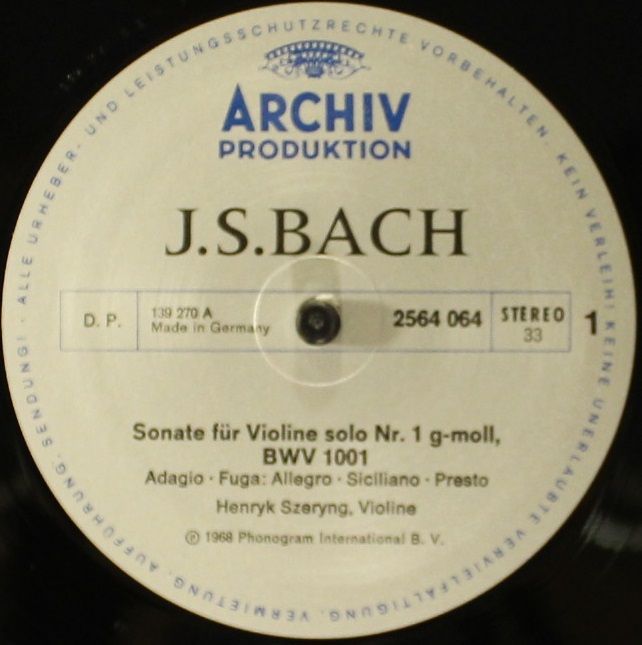 ALLE URHEBER- UND LEISTUNGSSCHUTZRECHTE VORBEHALTEN. KEIN VERLEIH! KEINE UNERLAUBTE VERVIELFÄLTIGUNG, VERMIETUNG, AUFFÜHRUNG, SENDUNG! ·
ARCHIV
PRODUKTION
J.S.BACH
D. P.
139 270 A
Made in Germany
2564 064
STEREO
33
1
Sonate für Violine solo Nr. 1 g-moll,
BWV 1001
Adagio · Fuga: Allegro · Siciliano · Presto
Henryk Szeryng, Violine
℗ 1968 Phonogram International B. V.